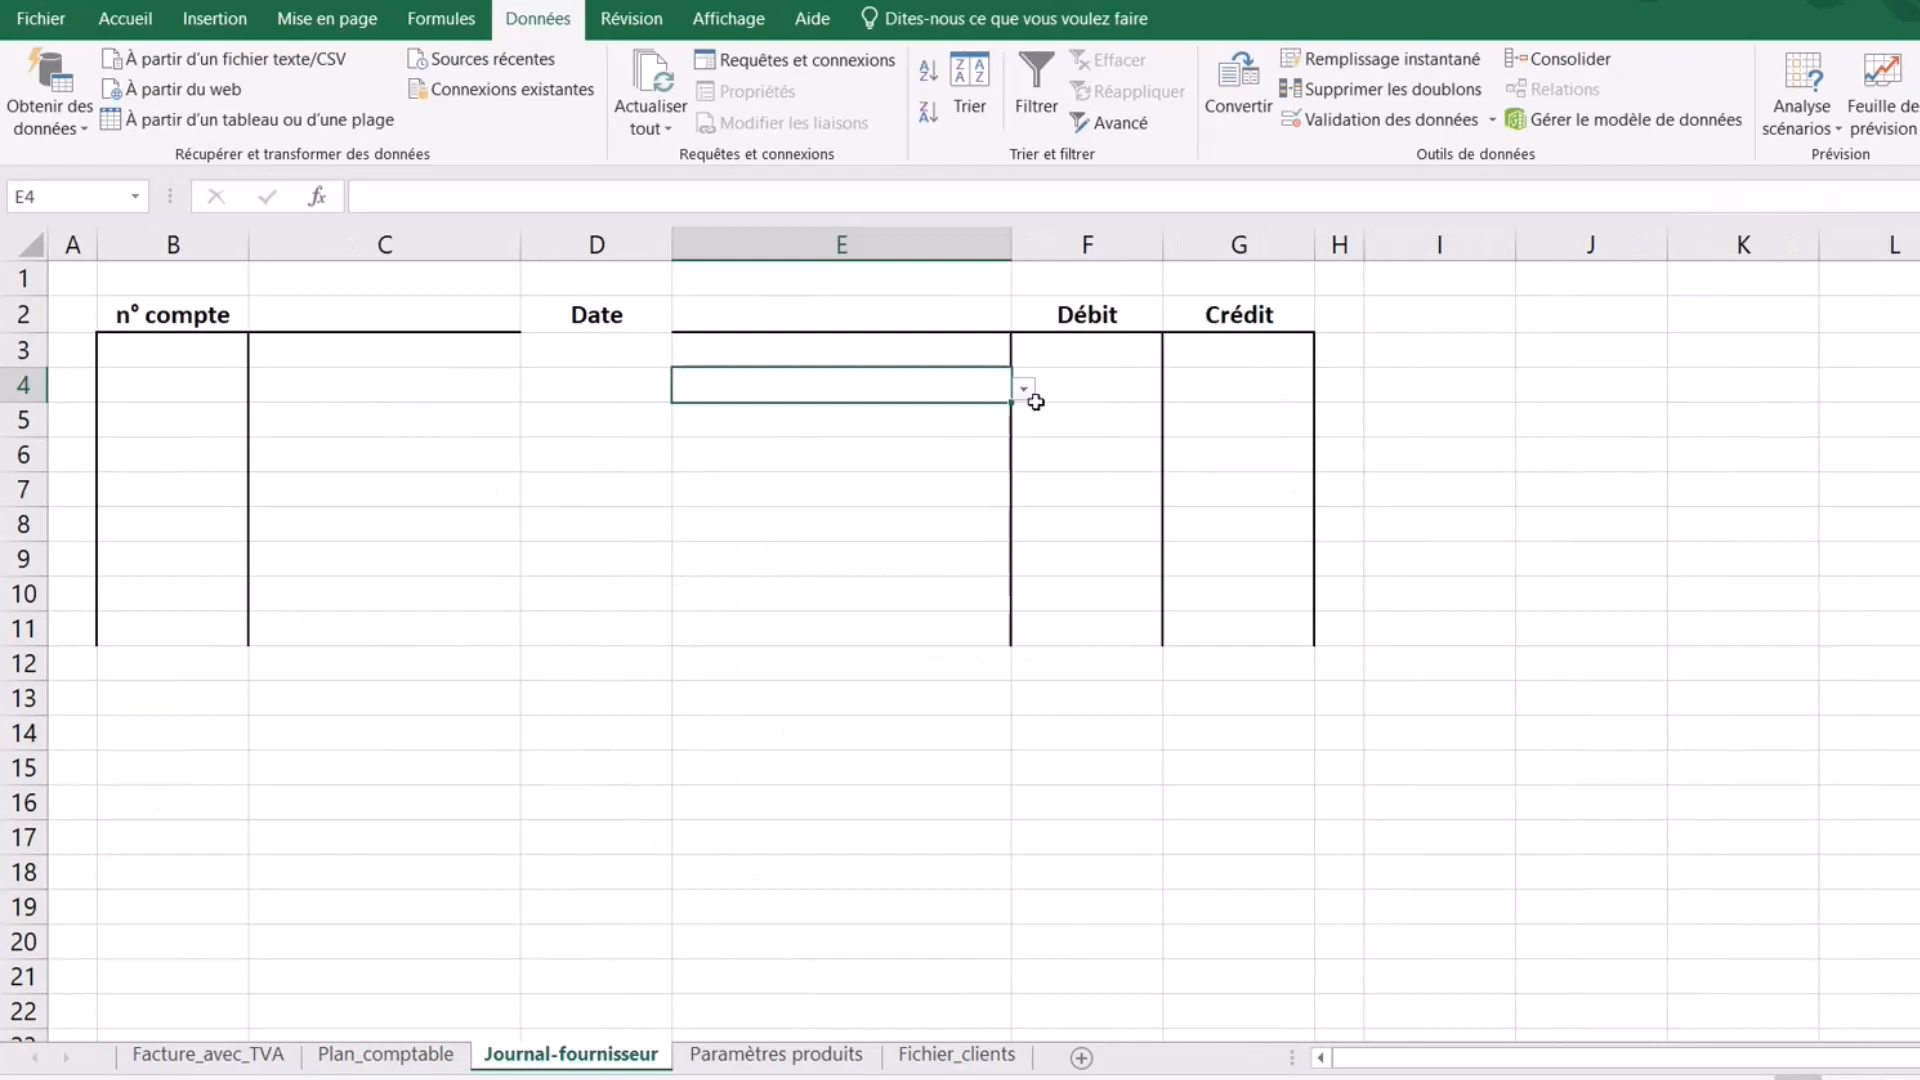 Fichier Accueil Insertion Mise en page Formules Données Révision Affichage Aide Dites-nous ce que vous voulez faire
Obtenir des données
À partir d'un fichier texte/CSV
À partir du web
À partir d'un tableau ou d'une plage
Sources récentes
Connexions existantes
Récupérer et transformer des données
Actualiser tout
Requêtes et connexions
Propriétés
Modifier les liaisons
Requêtes et connexions
Trier
Filtrer
Effacer
Réappliquer
Avancé
Trier et filtrer
Convertir
Remplissage instantané
Supprimer les doublons
Validation des données
Consolider
Relations
Gérer le modèle de données
Outils de données
Analyse scénarios
Feuille de prévision
Prévision
E4 fx
A B C D E F G H I J K L
1
2 n° compte Date Débit Crédit
3
4
5
6
7
8
9
10
11
12
13
14
15
16
17
18
19
20
21
22
Facture_avec_TVA Plan_comptable Journal-fournisseur Paramètres produits Fichier_clients